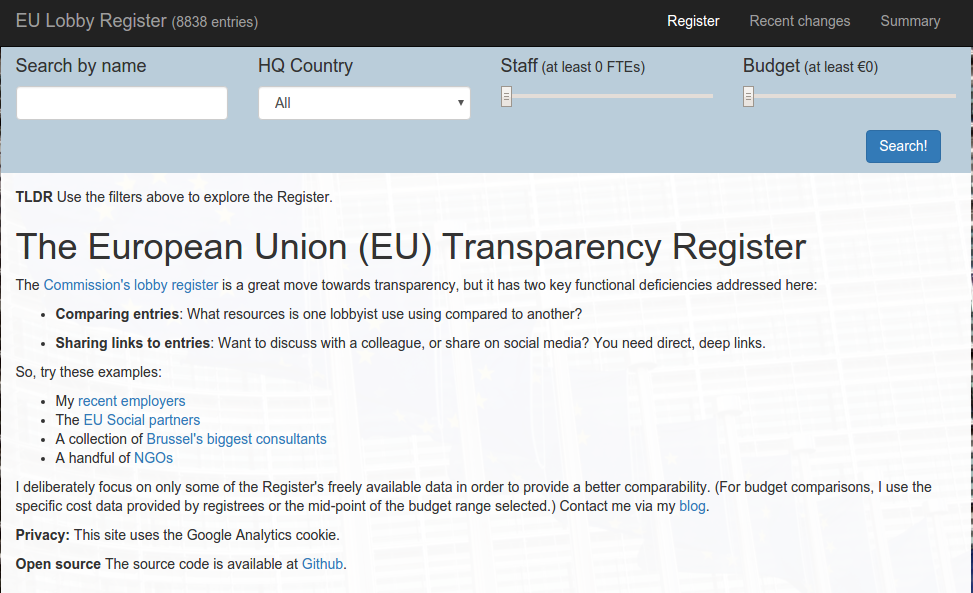 EU Lobby Register (8838 entries) Register Recent changes Summary
Search by name HQ Country Staff (at least 0 FTEs) Budget (at least €0)
All
Search!
TLDR Use the filters above to explore the Register.
The European Union (EU) Transparency Register
The Commission's lobby register is a great move towards transparency, but it has two key functional deficiencies addressed here:
• Comparing entries: What resources is one lobbyist use using compared to another?
• Sharing links to entries: Want to discuss with a colleague, or share on social media? You need direct, deep links.
So, try these examples:
• My recent employers
• The EU Social partners
• A collection of Brussel's biggest consultants
• A handful of NGOs
I deliberately focus on only some of the Register's freely available data in order to provide a better comparability. (For budget comparisons, I use the
specific cost data provided by registrees or the mid-point of the budget range selected.) Contact me via my blog.
Privacy: This site uses the Google Analytics cookie.
Open source The source code is available at Github.